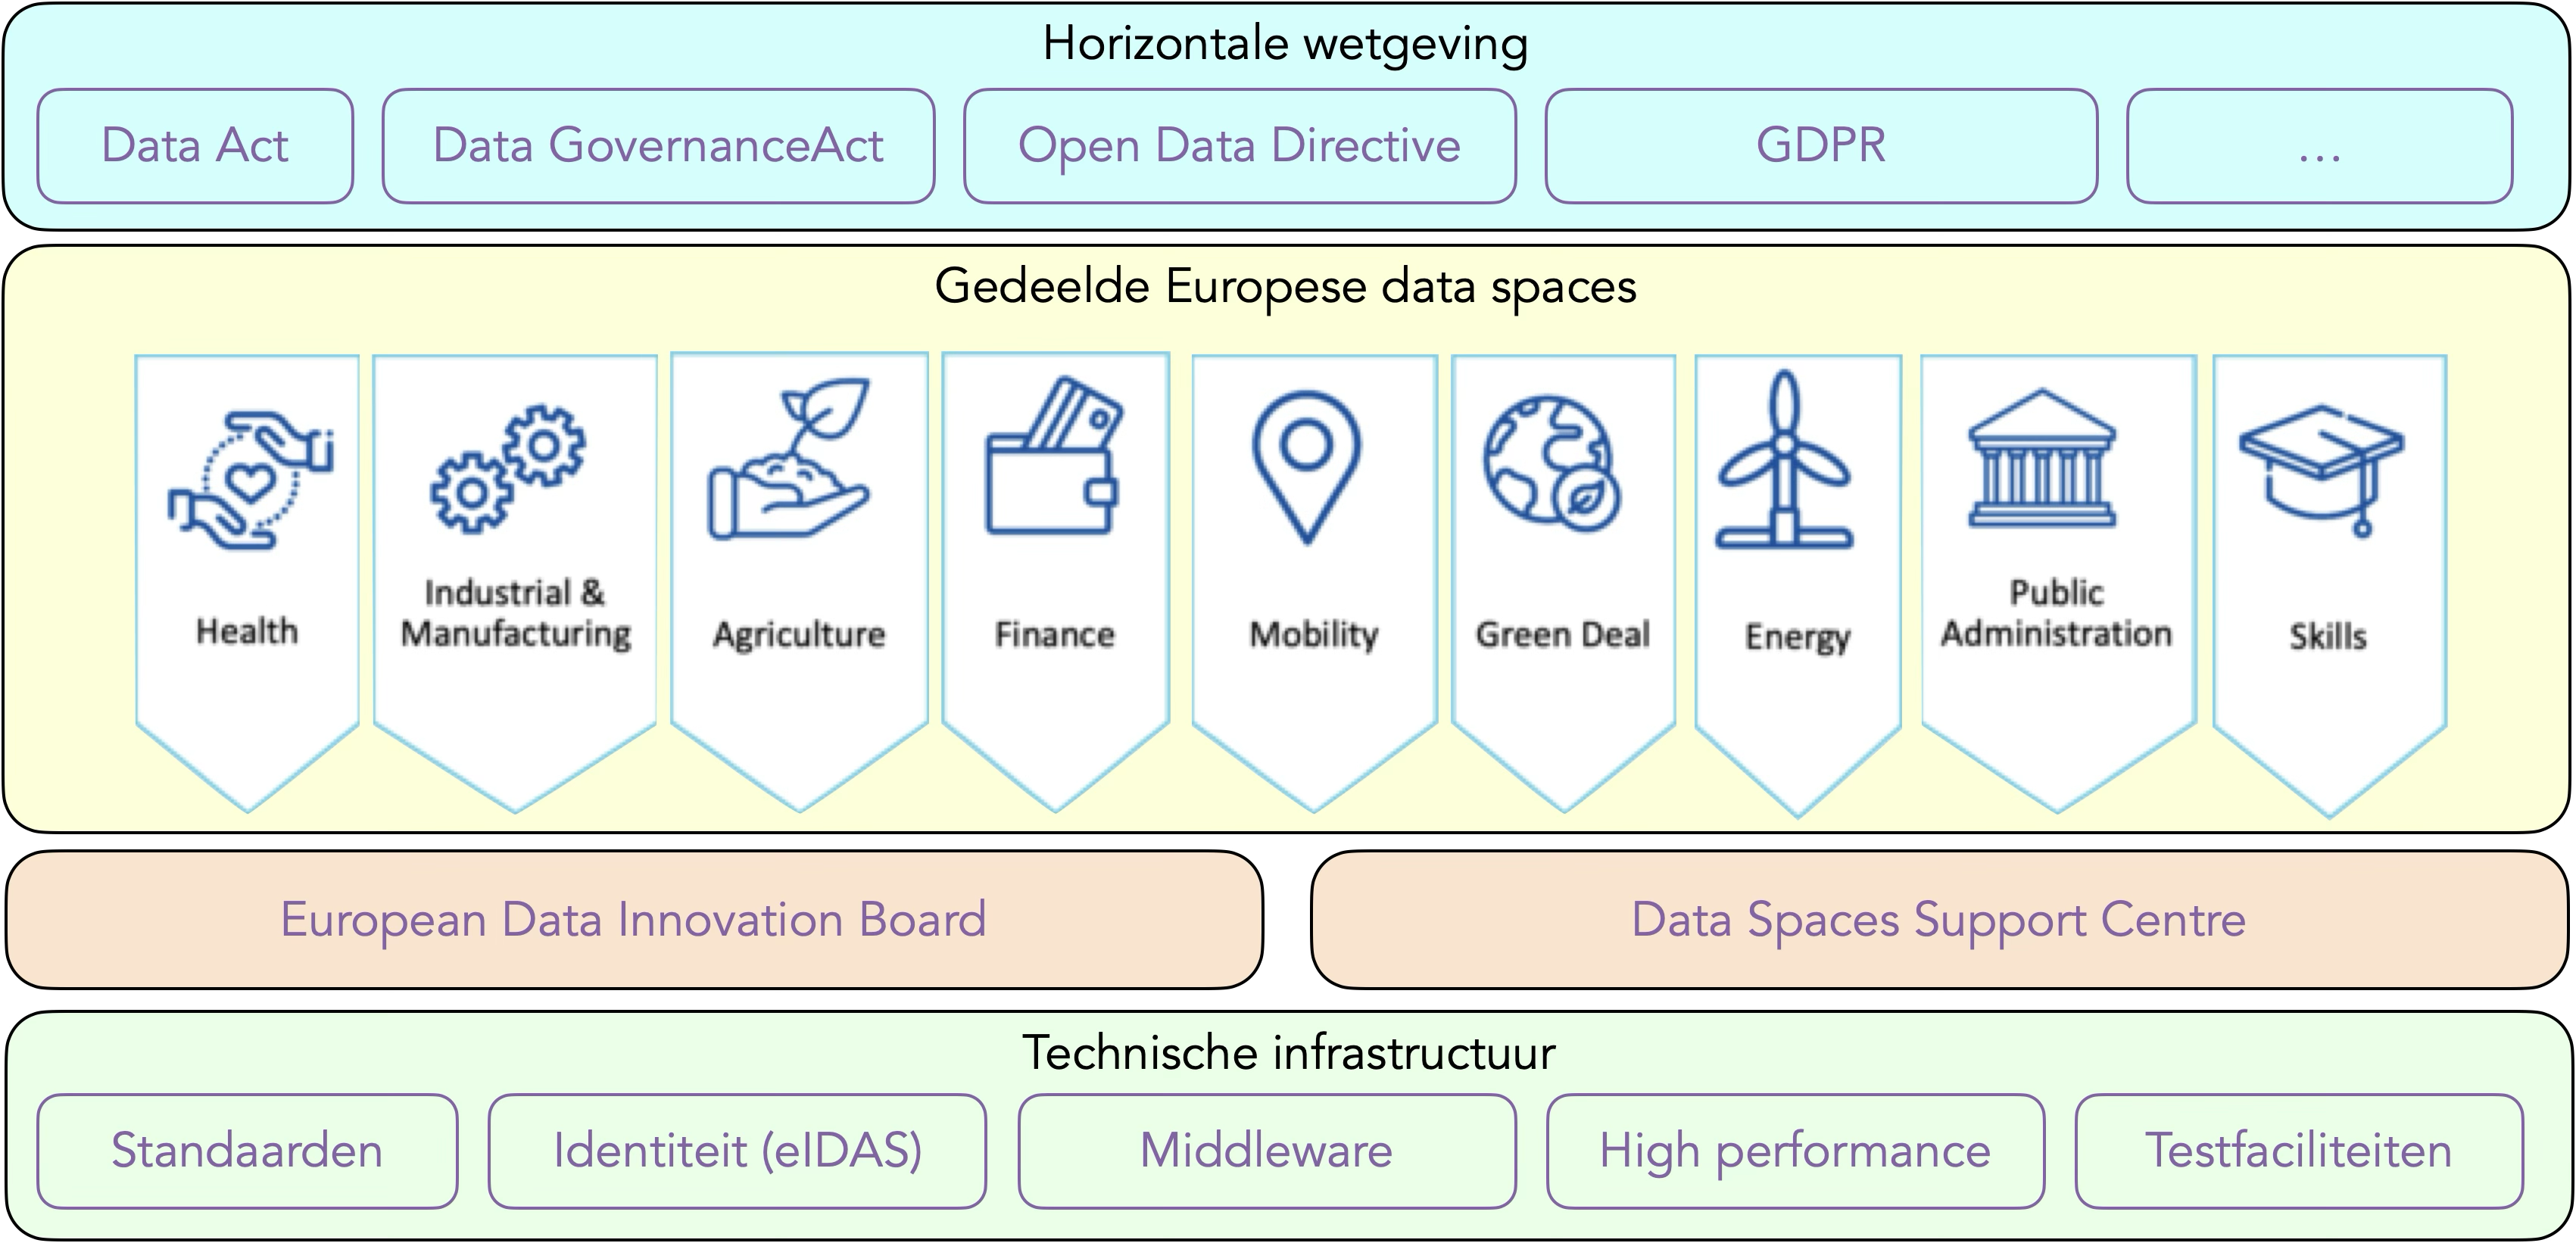 Horizontale wetgeving
Data Act
Data GovernanceAct
Open Data Directive
GDPR
...
Gedeelde Europese data spaces
Health
Industrial &
Manufacturing
Agriculture
Finance
Mobility
Green Deal
Energy
Public
Administration
Skills
European Data Innovation Board
Data Spaces Support Centre
Technische infrastructuur
Standaarden
Identiteit (eIDAS)
Middleware
High performance
Testfaciliteiten